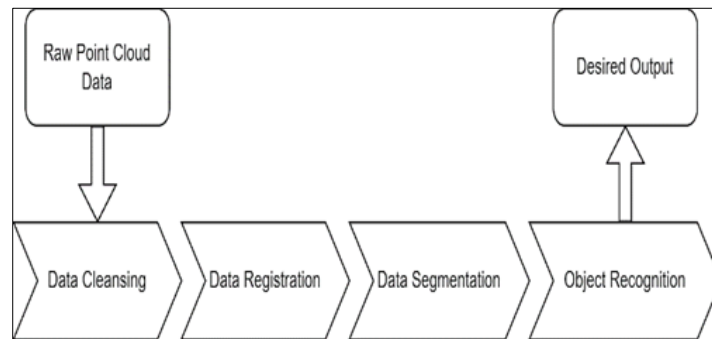 Raw Point Cloud
Data
Desired Output
Data Cleansing
Data Registration
Data Segmentation
Object Recognition